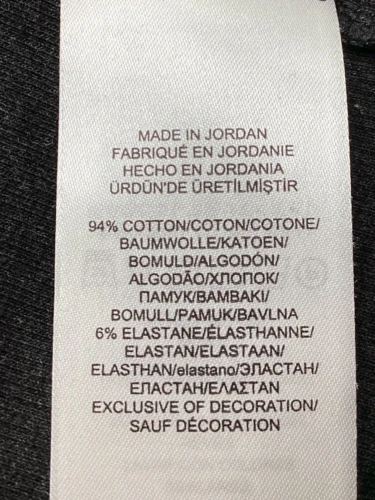 MADE IN JORDAN
FABRIQUÉ EN JORDANIE
HECHO EN JORDANIA
ÜRDÜN'DE ÜRETİLMİŞTİR
94% COTTON/COTON/COTONE/
BAUMWOLLE/KATOEN/
BOMULD/ALGODÓN/
ALGODÃO/ХЛОПОК/
ПАМУК/BAMBAKI/
BOMULL/PAMUK/BAVLNA
6% ELASTANE/ÉLASTHANNE/
ELASTAN/ELASTAAN/
ELASTHAN/elastano/ЭЛАСТАН/
ЕПАСТАН/ΕΛΑΣΤΑΝ
EXCLUSIVE OF DECORATION/
SAUF DÉCORATION